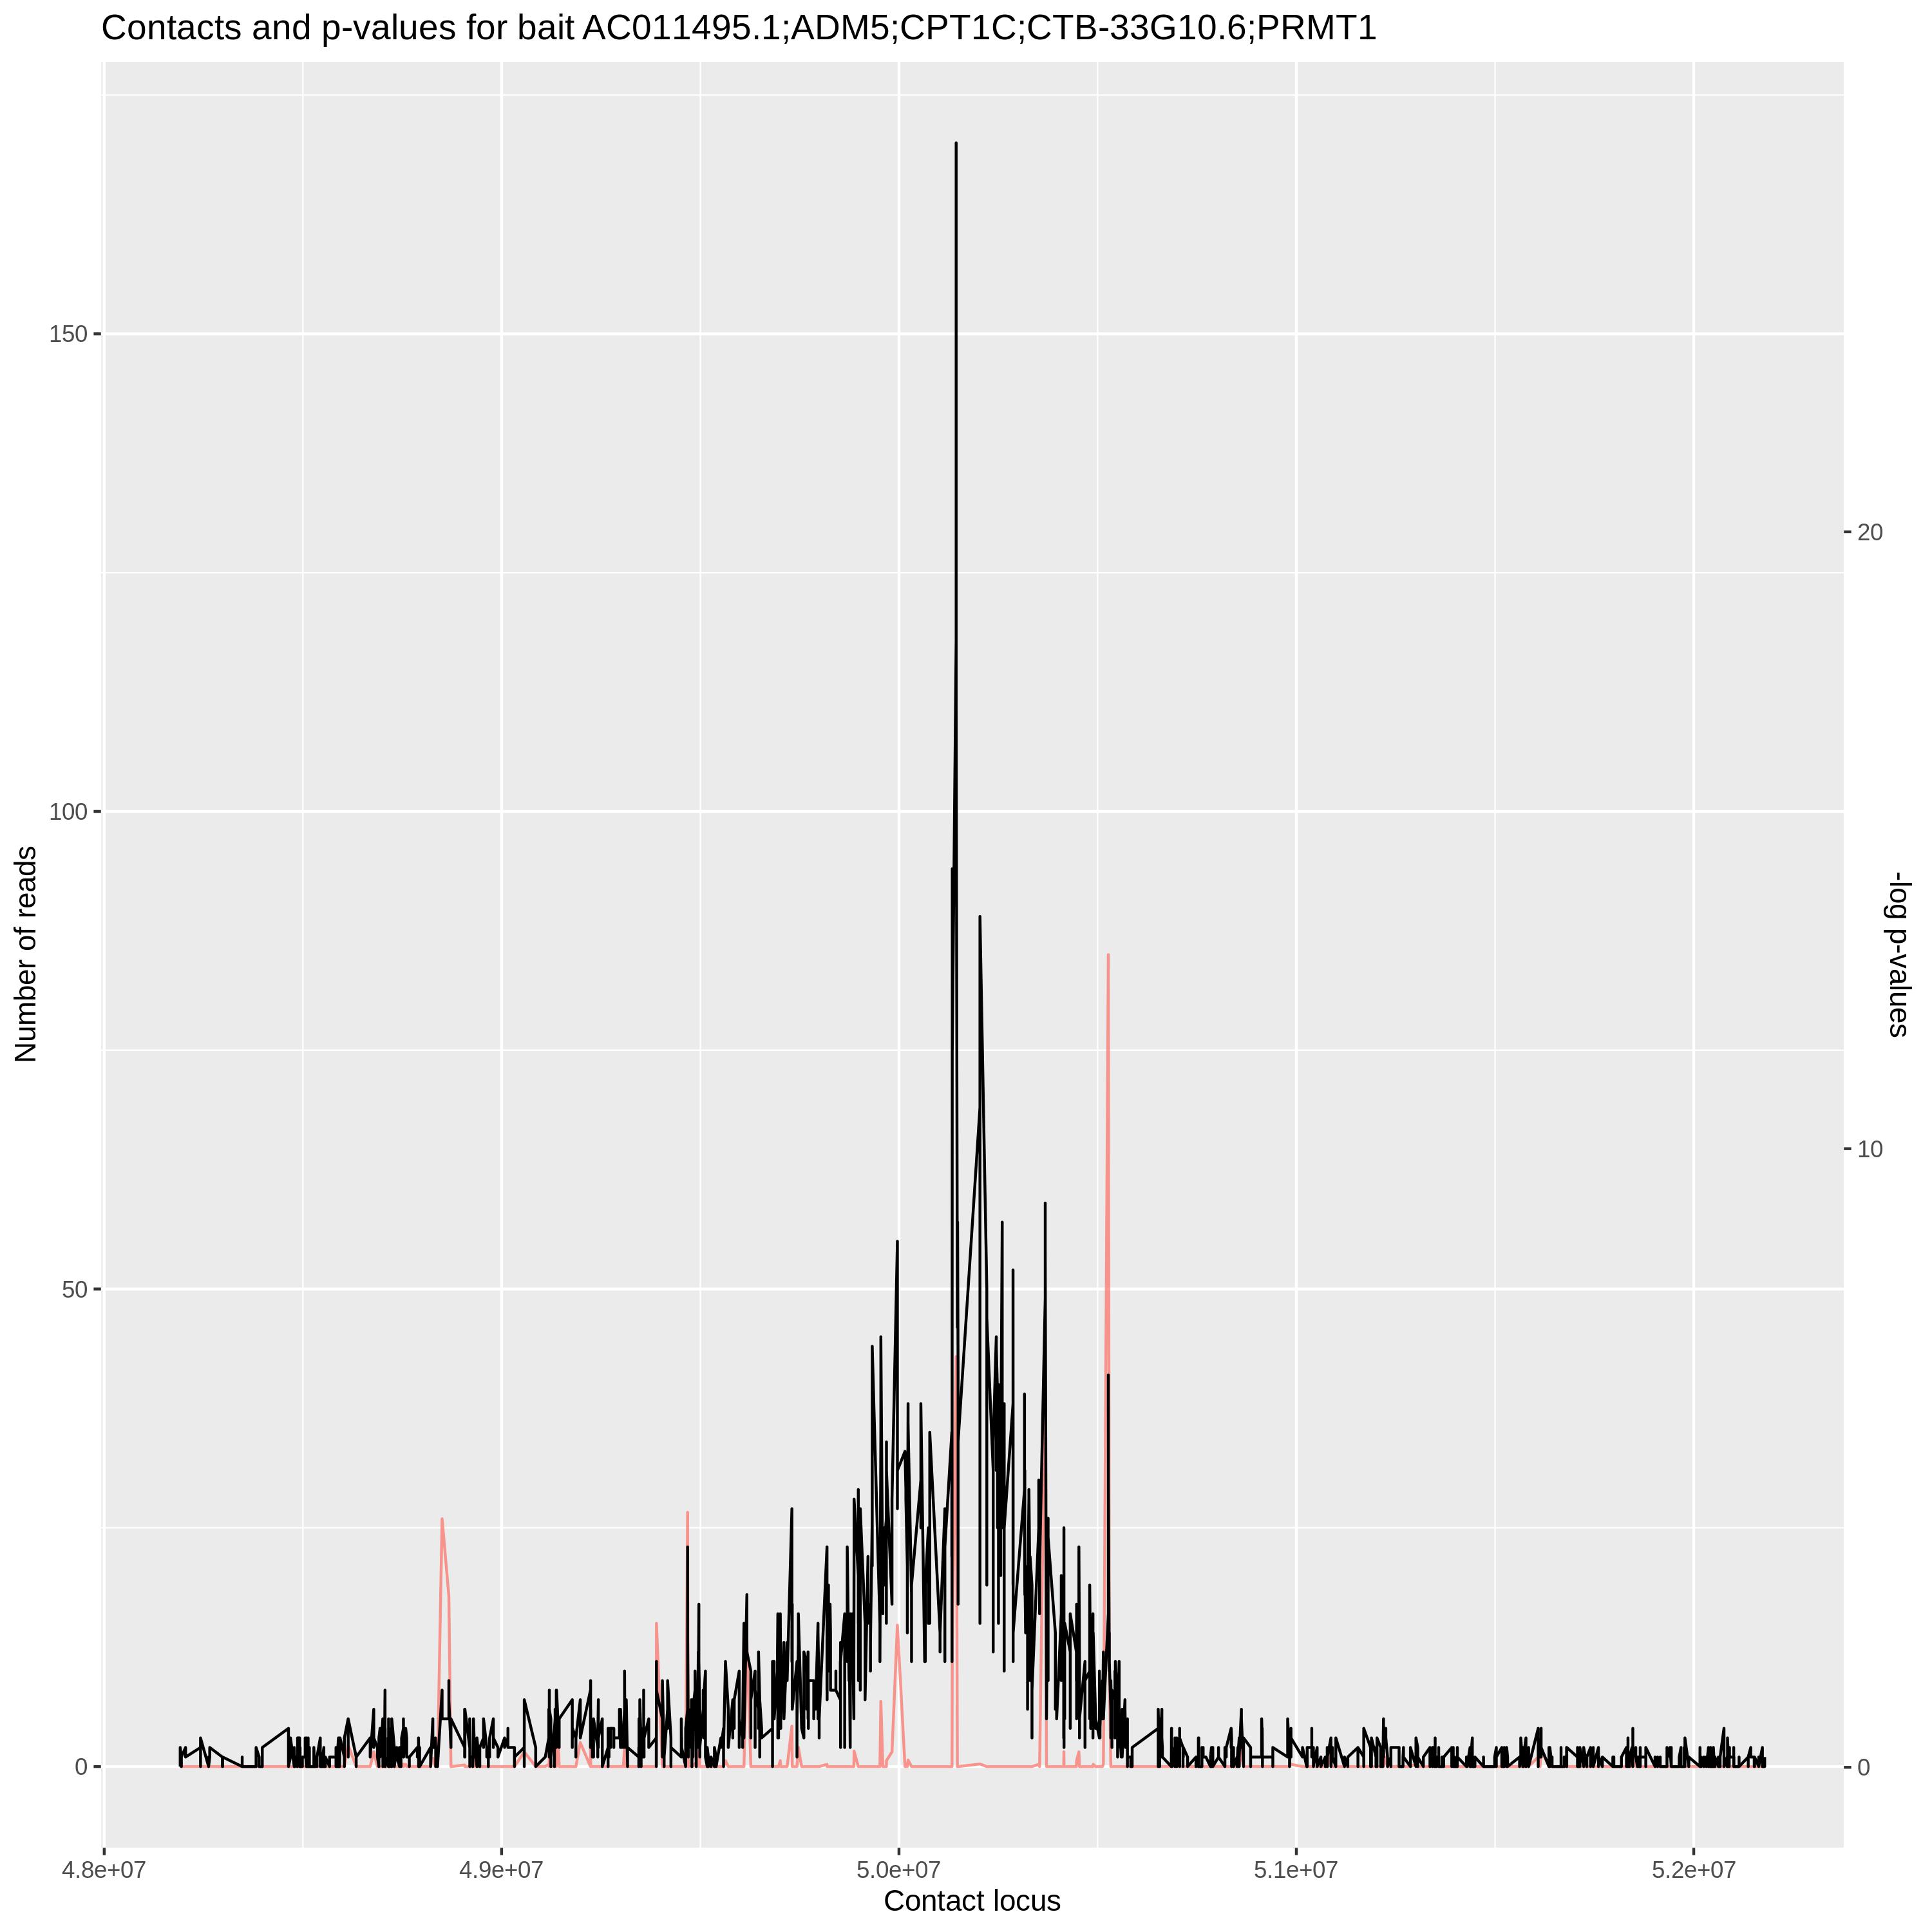 Contacts and p-values for bait AC011495.1;ADM5;CPT1C;CTB-33G10.6;PRMT1
150
100
50
0
Number of reads
20
10
0
-log p-values
4.8e+07
4.9e+07
5.0e+07
5.1e+07
5.2e+07
Contact locus